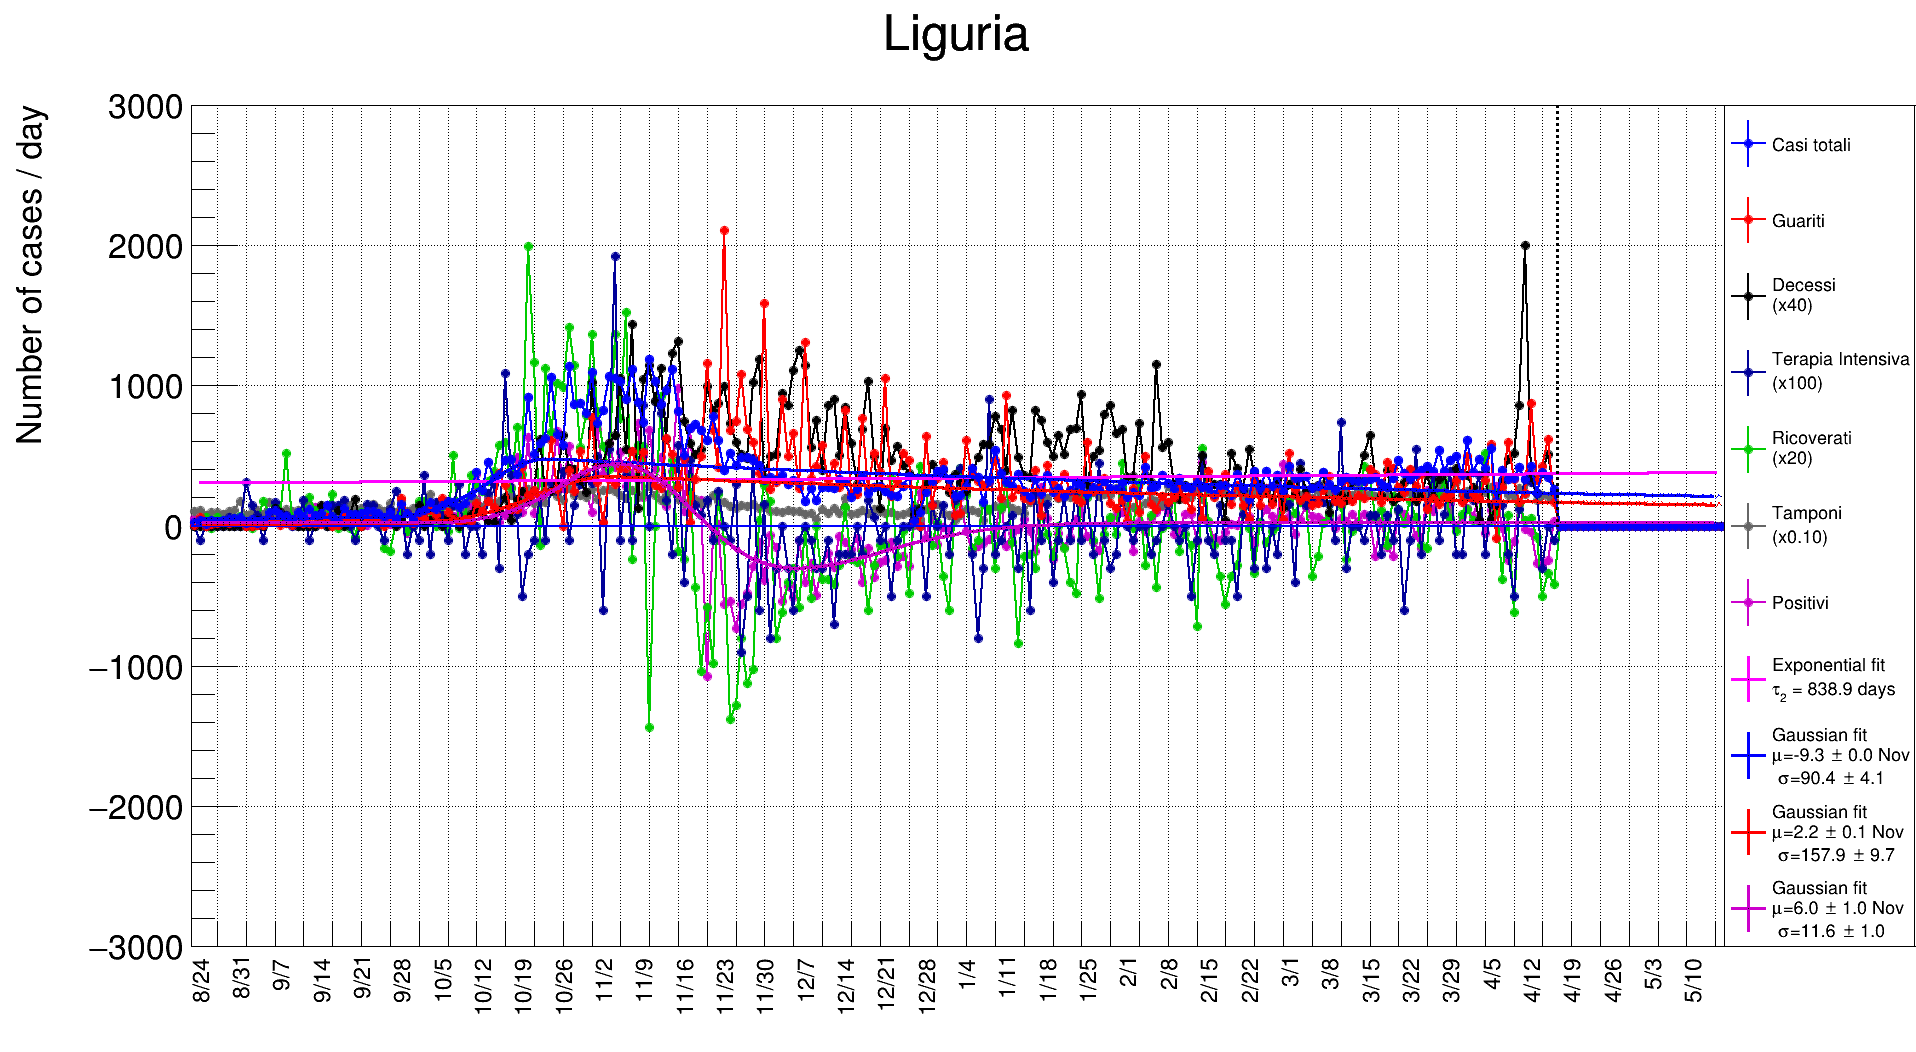 Liguria
Number of cases / day
3000
2000
1000
0
−1000
−2000
−3000
8/24
8/31
9/7
9/14
9/21
9/28
10/5
10/12
10/19
10/26
11/2
11/9
11/16
11/23
11/30
12/7
12/14
12/21
12/28
1/4
1/11
1/18
1/25
2/1
2/8
2/15
2/22
3/1
3/8
3/15
3/22
3/29
4/5
4/12
4/19
4/26
5/3
5/10
Casi totali
Guariti
Decessi
(x40)
Terapia Intensiva
(x100)
Ricoverati
(x20)
Tamponi
(x0.10)
Positivi
Exponential fit
τ2 = 838.9 days
Gaussian fit
μ=-9.3 ± 0.0 Nov
σ=90.4 ± 4.1
Gaussian fit
μ=2.2 ± 0.1 Nov
σ=157.9 ± 9.7
Gaussian fit
μ=6.0 ± 1.0 Nov
σ=11.6 ± 1.0